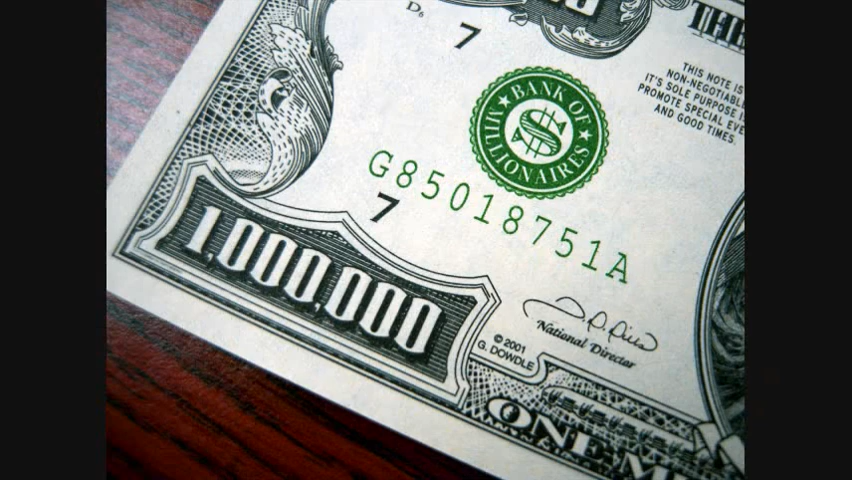 D6
7
THE
THIS NOTE IS
NON-NEGOTIABLE
IT'S SOLE PURPOSE IS
PROMOTE SPECIAL EVE
AND GOOD TIMES.
BANK OF
MILLIONAIRES
$
G85018751A
7
1,000,000
© 2001
G. DOWDLE
National Director
ONE MI